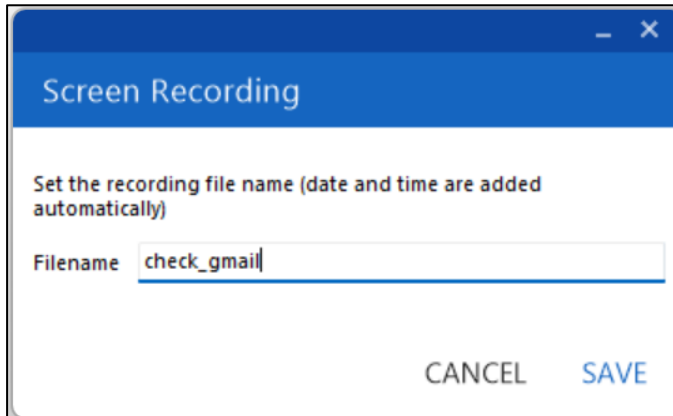 Screen Recording
Set the recording file name (date and time are added
automatically)
Filename check_gmail
CANCEL SAVE